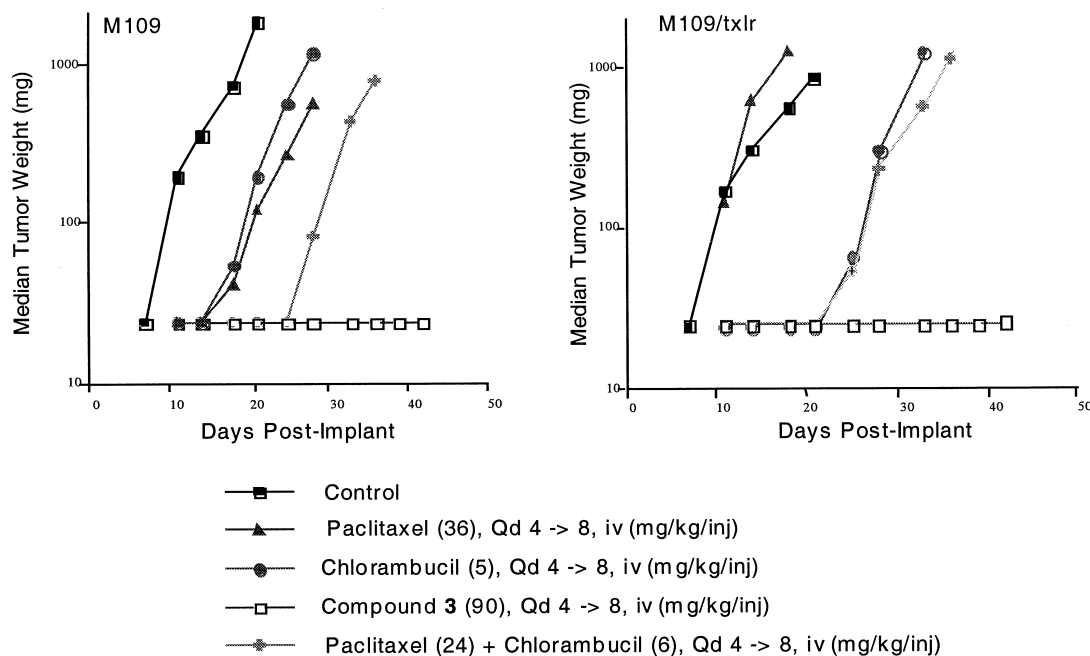 M109
Median Tumor Weight (mg)
1000
100
10
0 10 20 30 40 50
Days Post-Implant
M109/txlr
Median Tumor Weight (mg)
1000
100
10
0 10 20 30 40 50
Days Post-Implant
Control
Paclitaxel (36), Qd 4 -> 8, iv (mg/kg/inj)
Chlorambucil (5), Qd 4 -> 8, iv (mg/kg/inj)
Compound 3 (90), Qd 4 -> 8, iv (mg/kg/inj)
Paclitaxel (24) + Chlorambucil (6), Qd 4 -> 8, iv (mg/kg/inj)